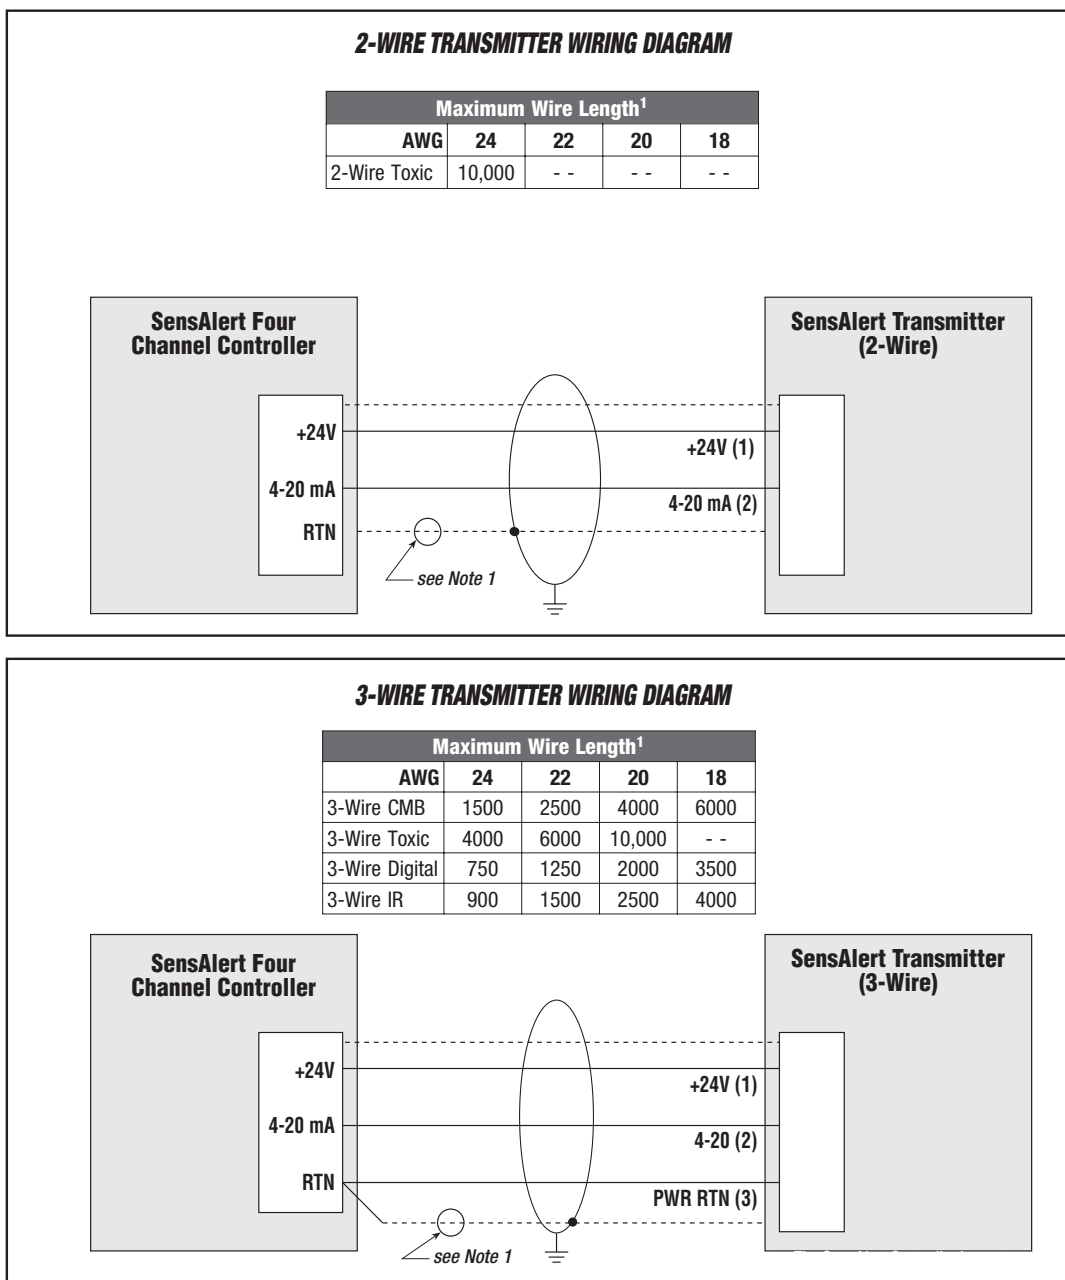 2-WIRE TRANSMITTER WIRING DIAGRAM
Maximum Wire Length1
AWG 24 22 20 18
2-Wire Toxic 10,000 - - - - - -
SensAlert Four
Channel Controller
SensAlert Transmitter
(2-Wire)
+24V
+24V (1)
4-20 mA
4-20 mA (2)
RTN
see Note 1
3-WIRE TRANSMITTER WIRING DIAGRAM
Maximum Wire Length1
AWG 24 22 20 18
3-Wire CMB 1500 2500 4000 6000
3-Wire Toxic 4000 6000 10,000 - -
3-Wire Digital 750 1250 2000 3500
3-Wire IR 900 1500 2500 4000
SensAlert Four
Channel Controller
SensAlert Transmitter
(3-Wire)
+24V
+24V (1)
4-20 mA
4-20 (2)
RTN
PWR RTN (3)
see Note 1